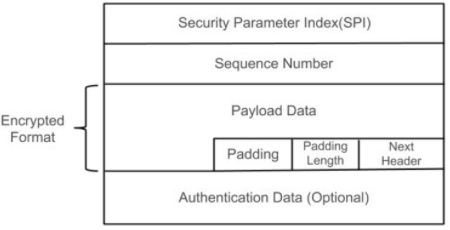 Security Parameter Index(SPI)
Sequence Number
Encrypted
Format
Payload Data
Padding
Padding
Length
Next
Header
Authentication Data (Optional)